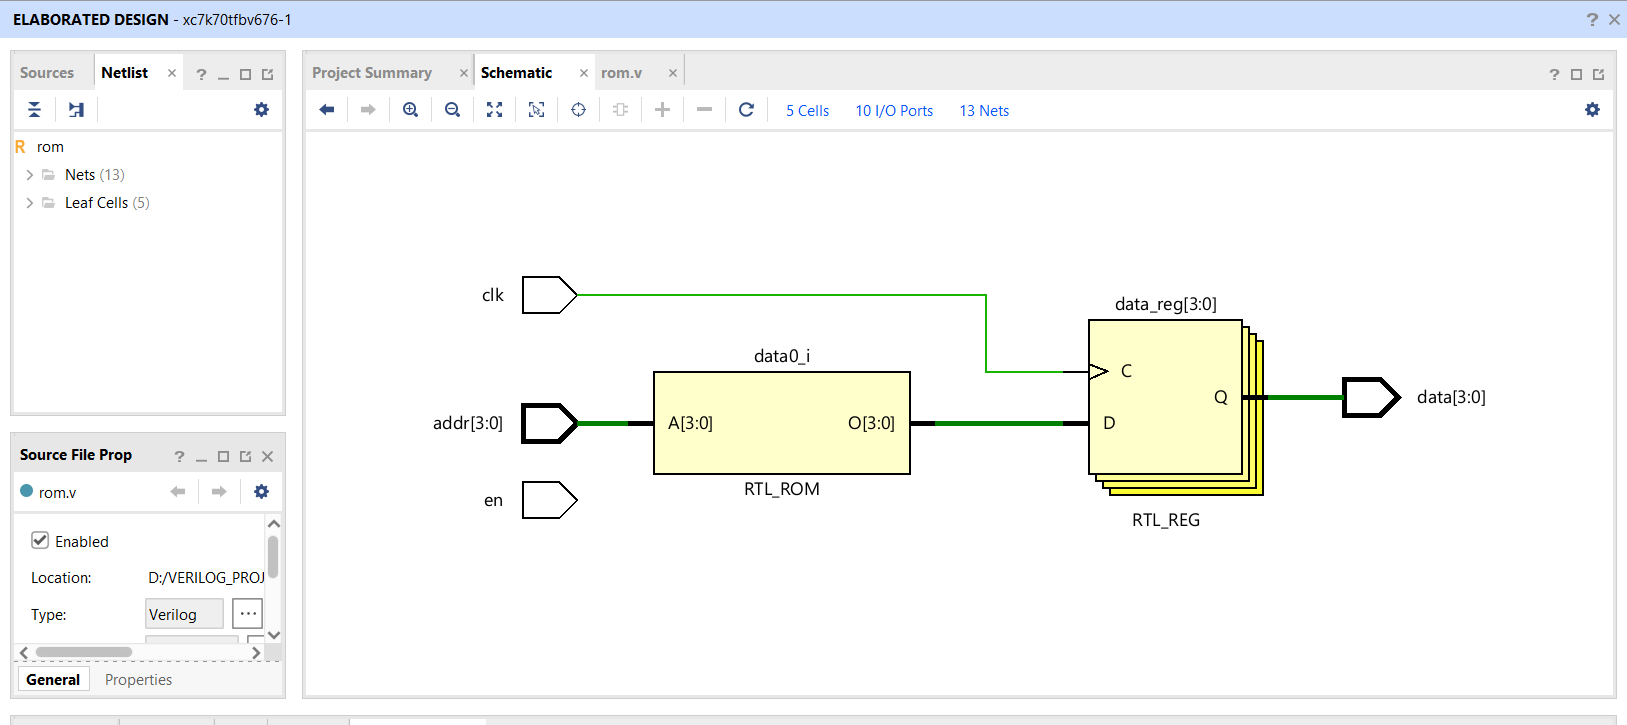 ELABORATED DESIGN - xc7k70tfbv676-1
Sources Netlist
rom
Nets (13)
Leaf Cells (5)
Source File Prop
rom.v
Enabled
Location: D:/VERILOG_PROJ
Type: Verilog
General Properties
Project Summary Schematic rom.v
5 Cells 10 I/O Ports 13 Nets
clk
data_reg[3:0]
data0_i
C
Q
data[3:0]
addr[3:0]
A[3:0] O[3:0]
D
en
RTL_ROM
RTL_REG